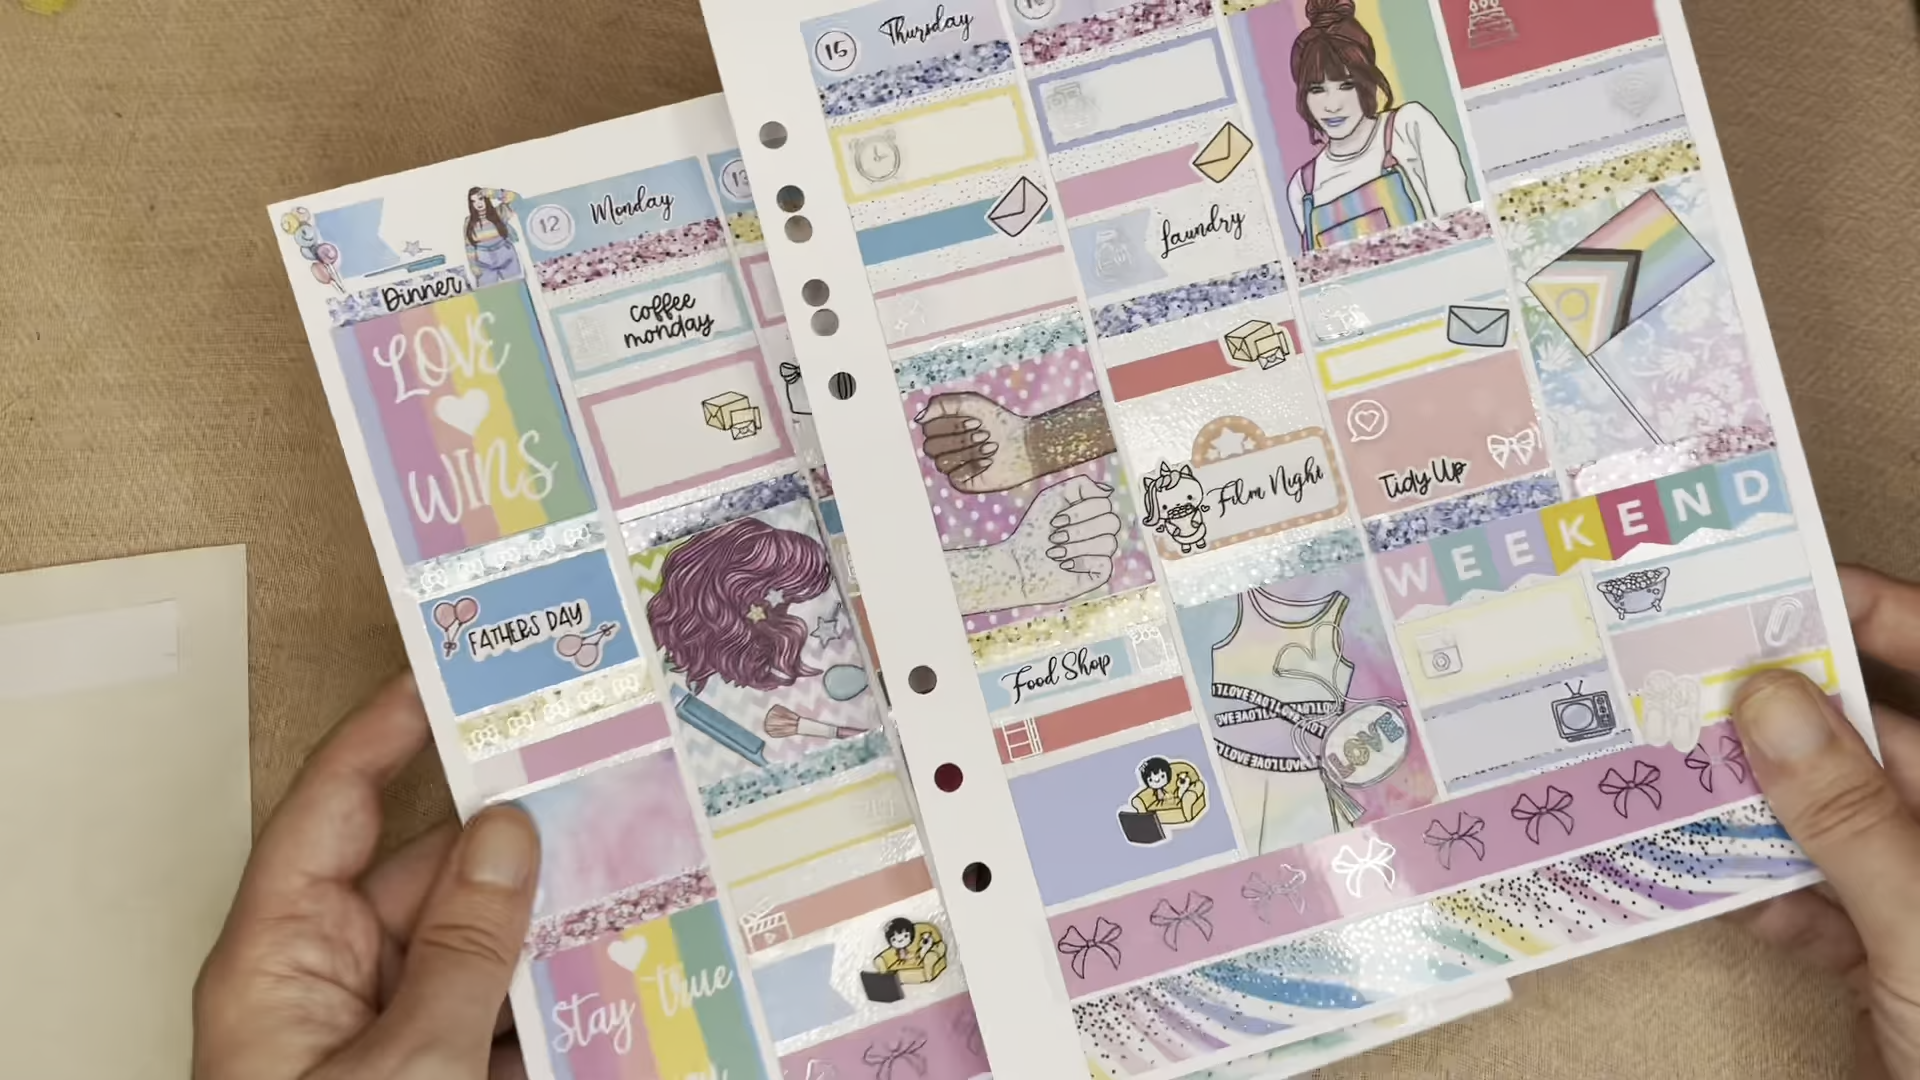 Dinner
LOVE
WINS
FATHERS DAY
Stay true
12
Monday
coffee
monday
13
15
Thursday
Food Shop
Laundry
Film Night
Tidy Up
WEEKEND
LOVE